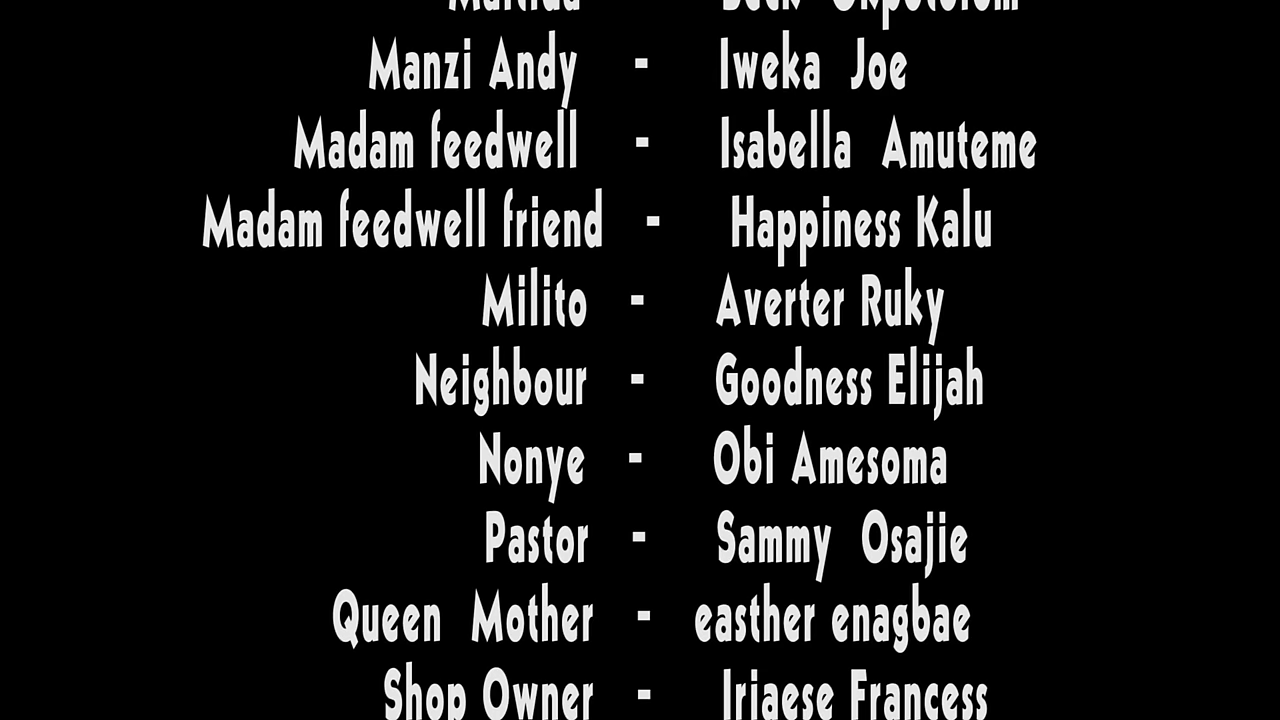 Manzi Andy - Iweka Joe
Madam feedwell - Isabella Amuteme
Madam feedwell friend - Happiness Kalu
Milito - Averter Ruky
Neighbour - Goodness Elijah
Nonye - Obi Amesoma
Pastor - Sammy Osajie
Queen Mother - easther enagbae
Shop Owner - Iriaese Francess